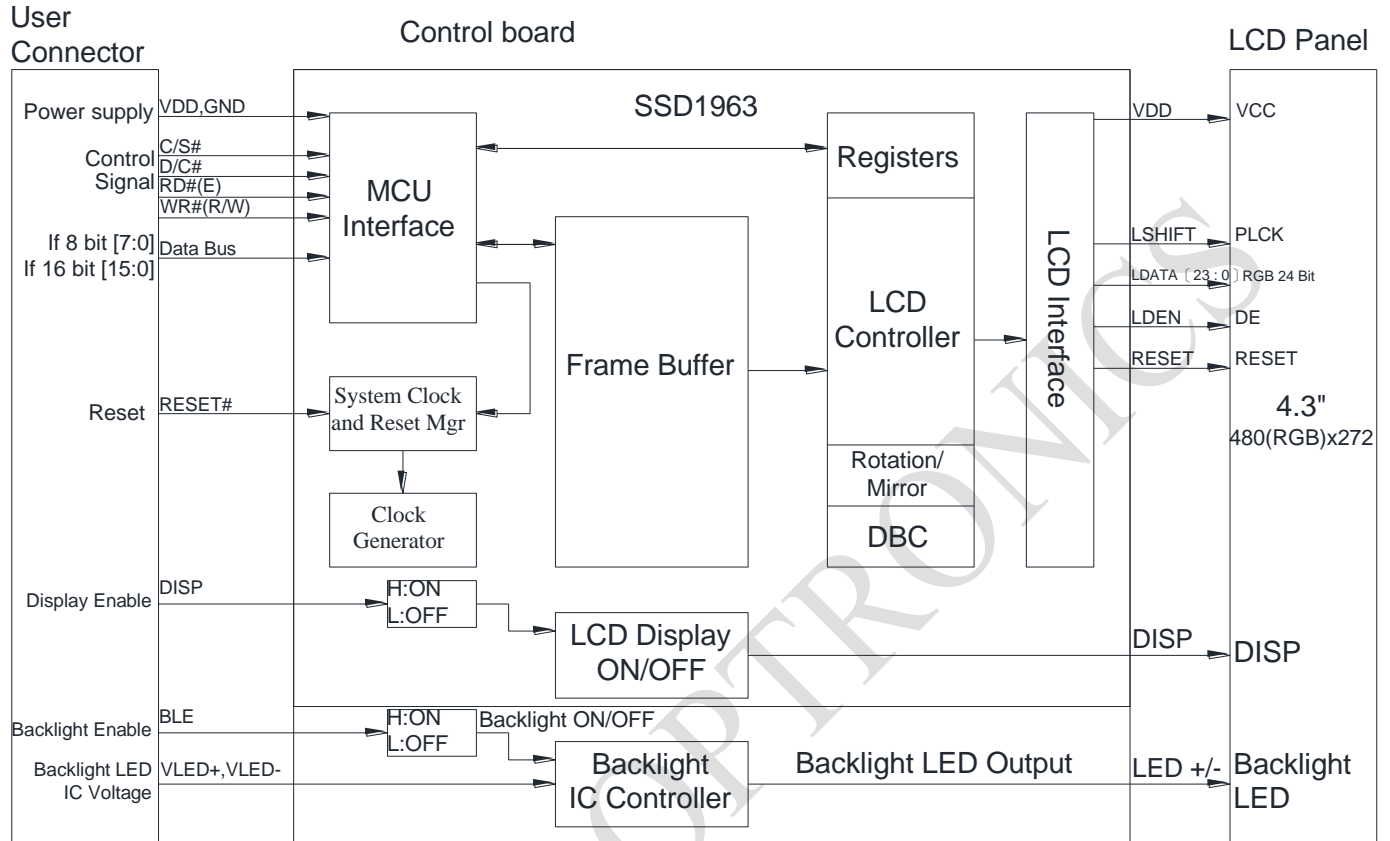 User
Connector
Control board
LCD Panel
Power supply
VDD,GND
Control
Signal
C/S#
D/C#
RD#(E)
WR#(R/W)
If 8 bit [7:0]
If 16 bit [15:0]
Data Bus
Reset
RESET#
Display Enable
DISP
Backlight Enable
BLE
Backlight LED
IC Voltage
VLED+,VLED-
SSD1963
MCU
Interface
System Clock
and Reset Mgr
Clock
Generator
Frame Buffer
Registers
LCD
Controller
Rotation/
Mirror
DBC
LCD Interface
H:ON
L:OFF
LCD Display
ON/OFF
H:ON
L:OFF
Backlight ON/OFF
Backlight
IC Controller
Backlight LED Output
VDD
VCC
LSHIFT
PLCK
LDATA [23:0]
RGB 24 Bit
LDEN
DE
RESET
RESET
4.3"
480(RGB)x272
DISP
DISP
LED +/-
Backlight
LED
OPTRONICS